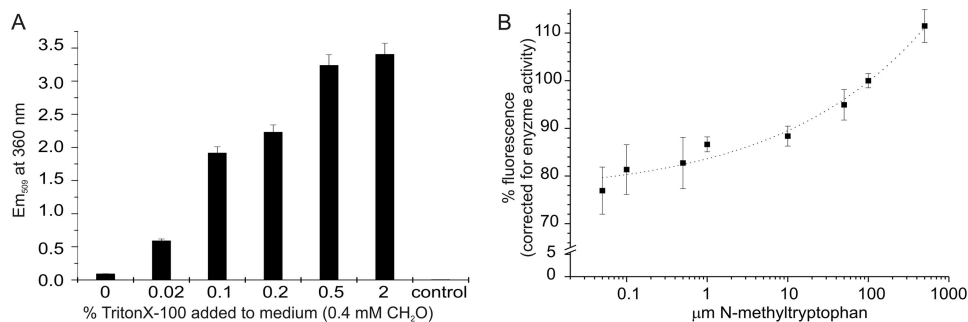 A
Em509 at 360 nm
3.5
3.0
2.5
2.0
1.5
1.0
0.5
0.0
0 0.02 0.1 0.2 0.5 2 control
% TritonX-100 added to medium (0.4 mM CH2O)
B
% fluorescence
(corrected for enyzme activity)
110
100
90
80
70
5
0
0.1 1 10 100 1000
μm N-methyltryptophan